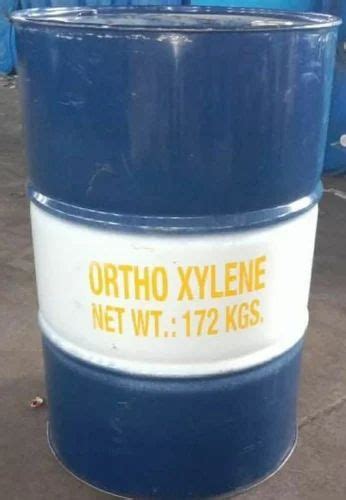 ORTHO XYLENE
NET WT.: 172 KGS.